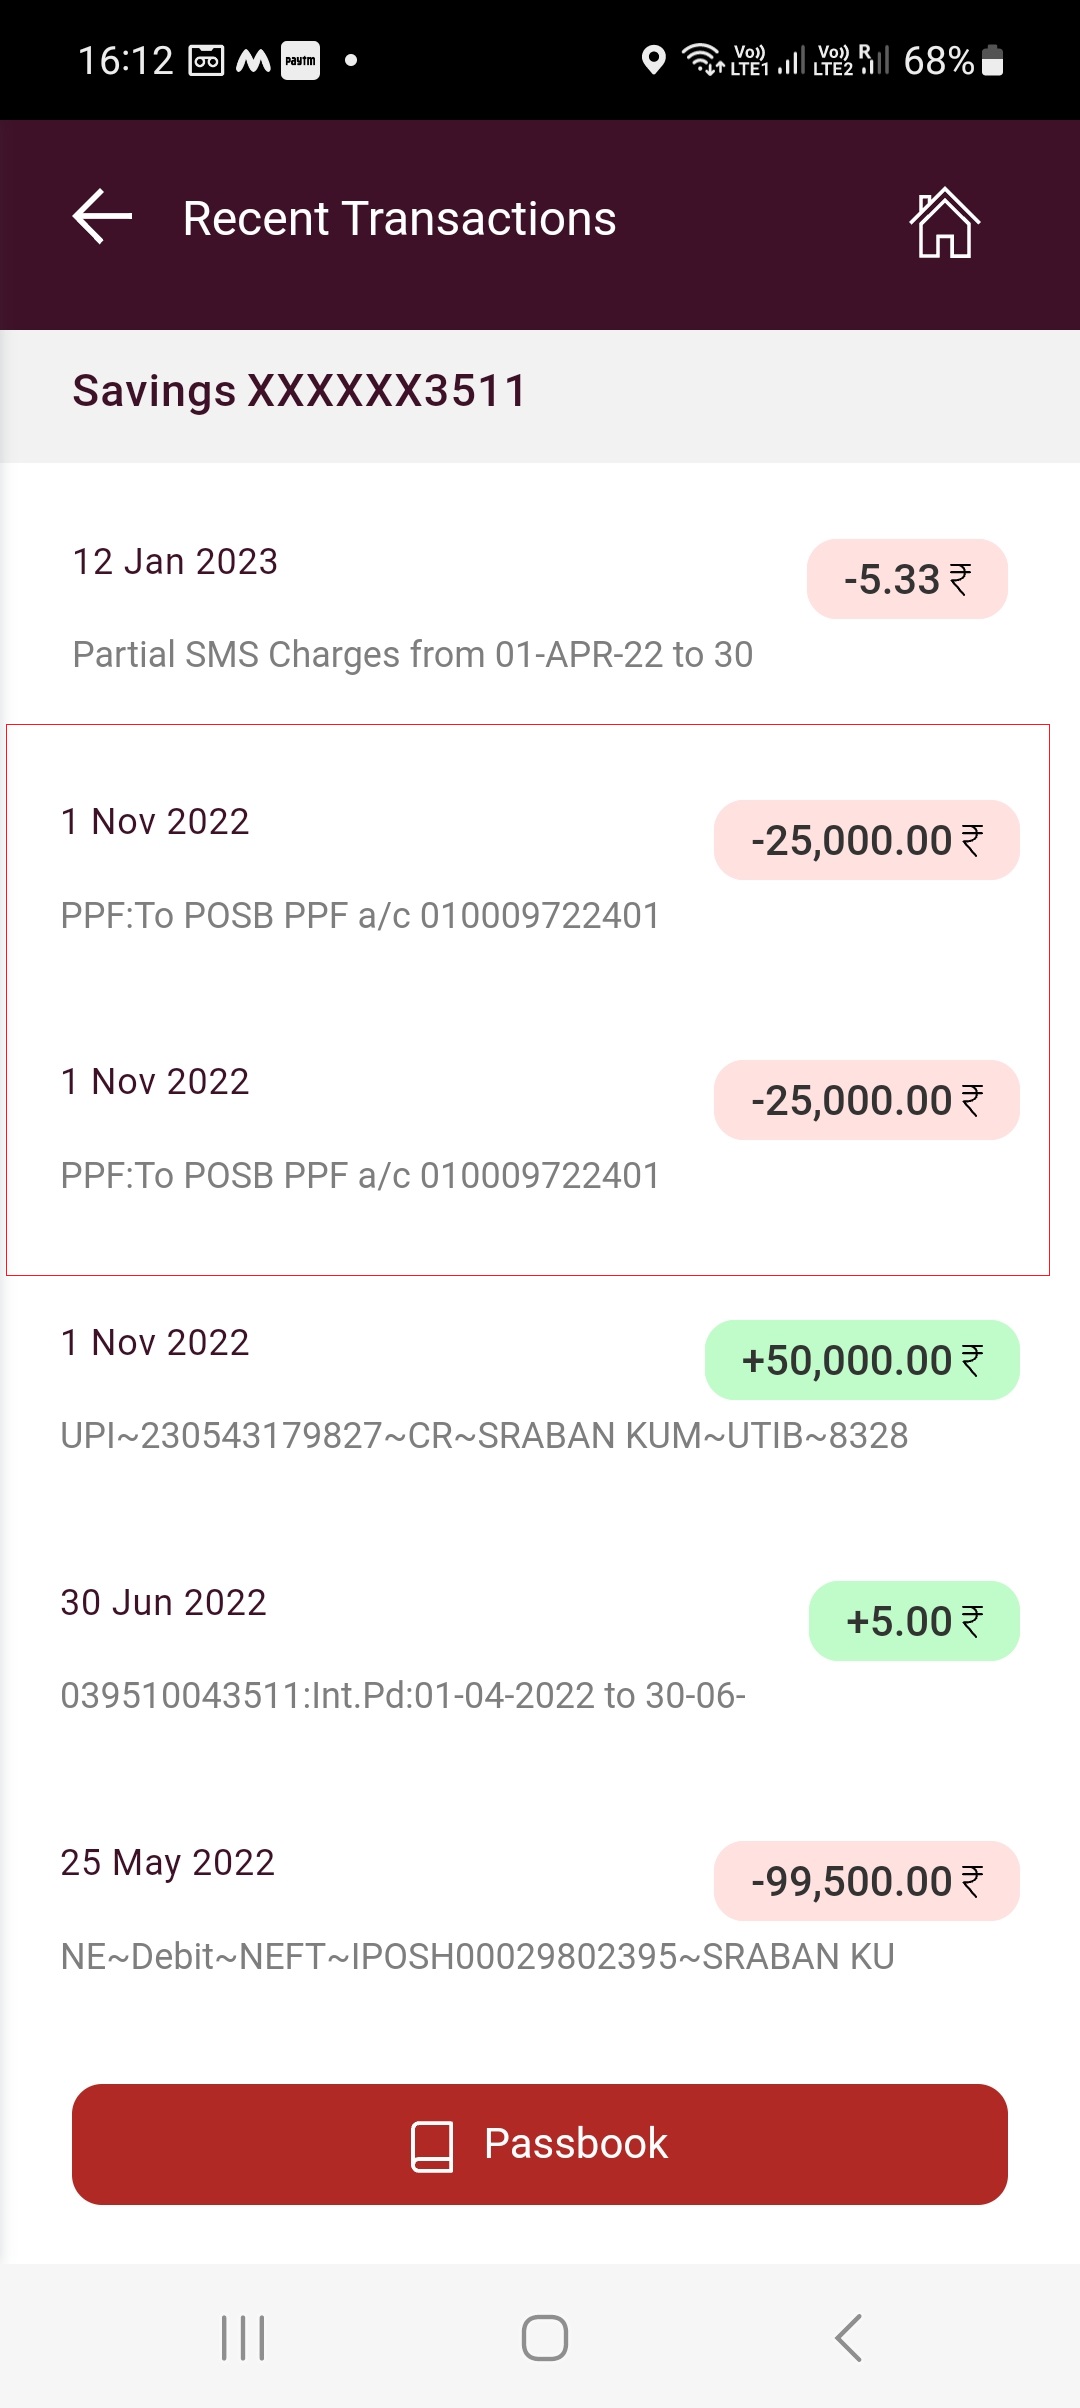 16:12 paytm Vo)) LTE1 Vo)) LTE2 R 68%
Recent Transactions
Savings XXXXXX3511
12 Jan 2023
-5.33 ₹
Partial SMS Charges from 01-APR-22 to 30
1 Nov 2022
-25,000.00 ₹
PPF:To POSB PPF a/c 010009722401
1 Nov 2022
-25,000.00 ₹
PPF:To POSB PPF a/c 010009722401
1 Nov 2022
+50,000.00 ₹
UPI~230543179827~CR~SRABAN KUM~UTIB~8328
30 Jun 2022
+5.00 ₹
039510043511:Int.Pd:01-04-2022 to 30-06-
25 May 2022
-99,500.00 ₹
NE~Debit~NEFT~IPOSH00029802395~SRABAN KU
Passbook